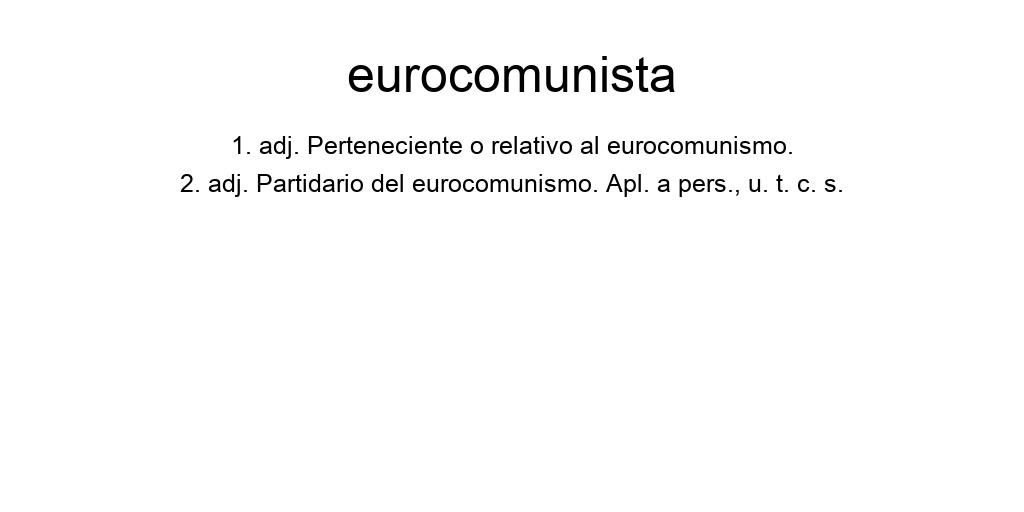 eurocomunista
1. adj. Perteneciente o relativo al eurocomunismo.
2. adj. Partidario del eurocomunismo. Apl. a pers., u. t. c. s.